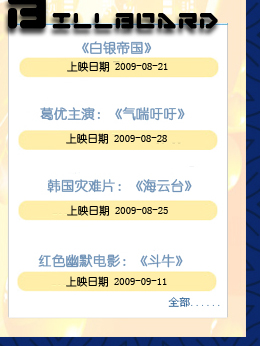 BILLBOARD
《白银帝国》
上映日期 2009-08-21
葛优主演：《气喘吁吁》
上映日期 2009-08-28
韩国灾难片：《海云台》
上映日期 2009-08-25
红色幽默电影：《斗牛》
上映日期 2009-09-11
全部......